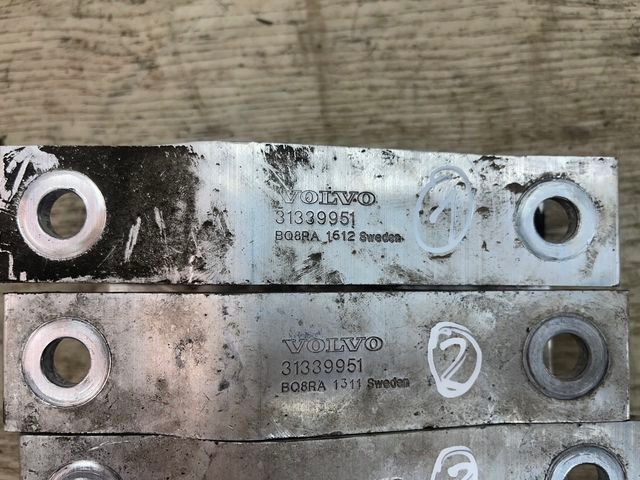 VOLVO
31339951
BQ8RA 1512 Sweden
1
VOLVO
31339951
BQ8RA 1311 Sweden
2